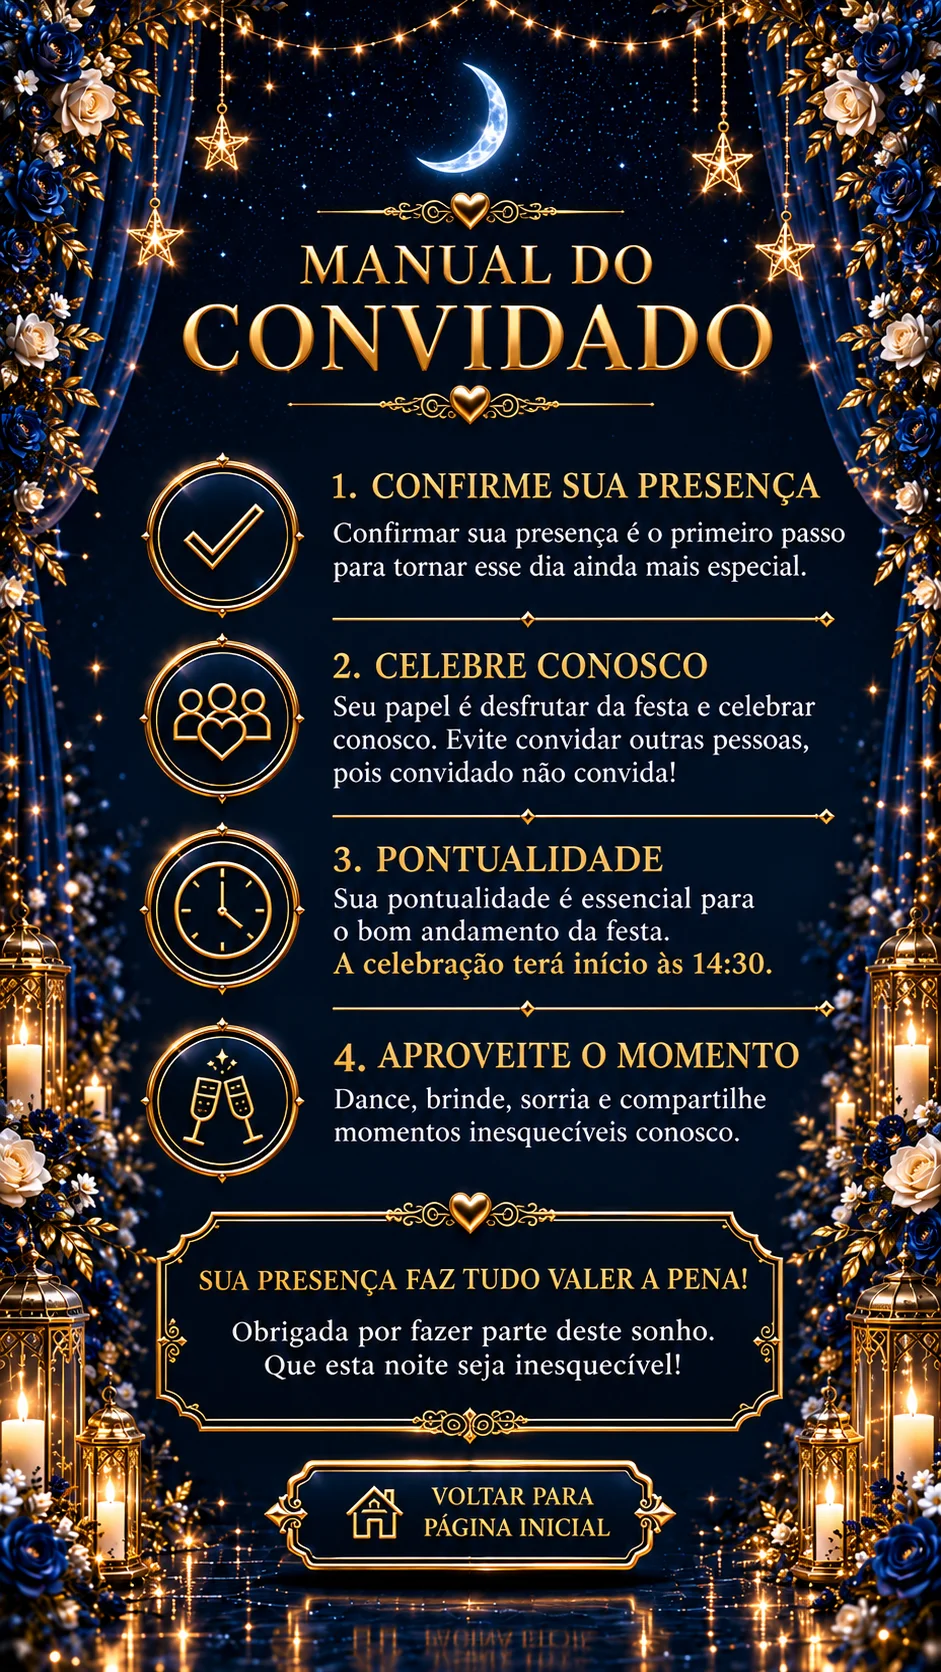 MANUAL DO
CONVIDADO
1. CONFIRME SUA PRESENÇA
Confirmar sua presença é o primeiro passo
para tornar esse dia ainda mais especial.
2. CELEBRE CONOSCO
Seu papel é desfrutar da festa e celebrar
conosco. Evite convidar outras pessoas,
pois convidado não convida!
3. PONTUALIDADE
Sua pontualidade é essencial para
o bom andamento da festa.
A celebração terá início às 14:30.
4. APROVEITE O MOMENTO
Dance, brinde, sorria e compartilhe
momentos inesquecíveis conosco.
SUA PRESENÇA FAZ TUDO VALER A PENA!
Obrigada por fazer parte deste sonho.
Que esta noite seja inesquecível!
VOLTAR PARA
PÁGINA INICIAL